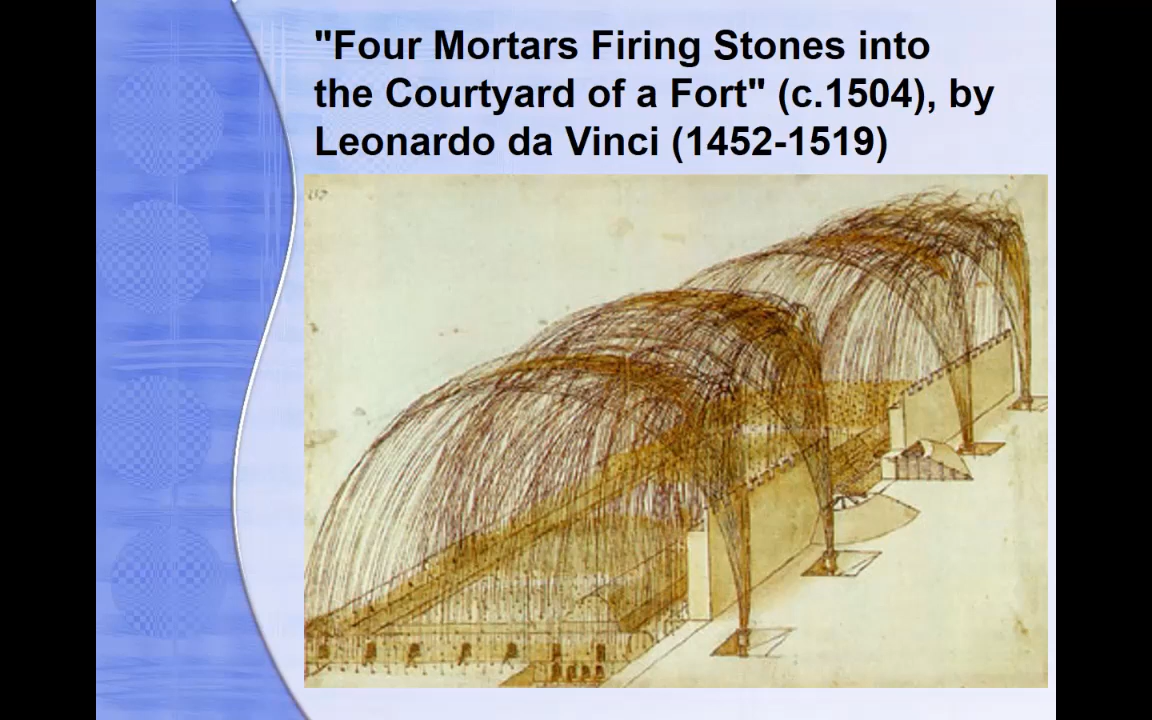 "Four Mortars Firing Stones into
the Courtyard of a Fort" (c.1504), by
Leonardo da Vinci (1452-1519)